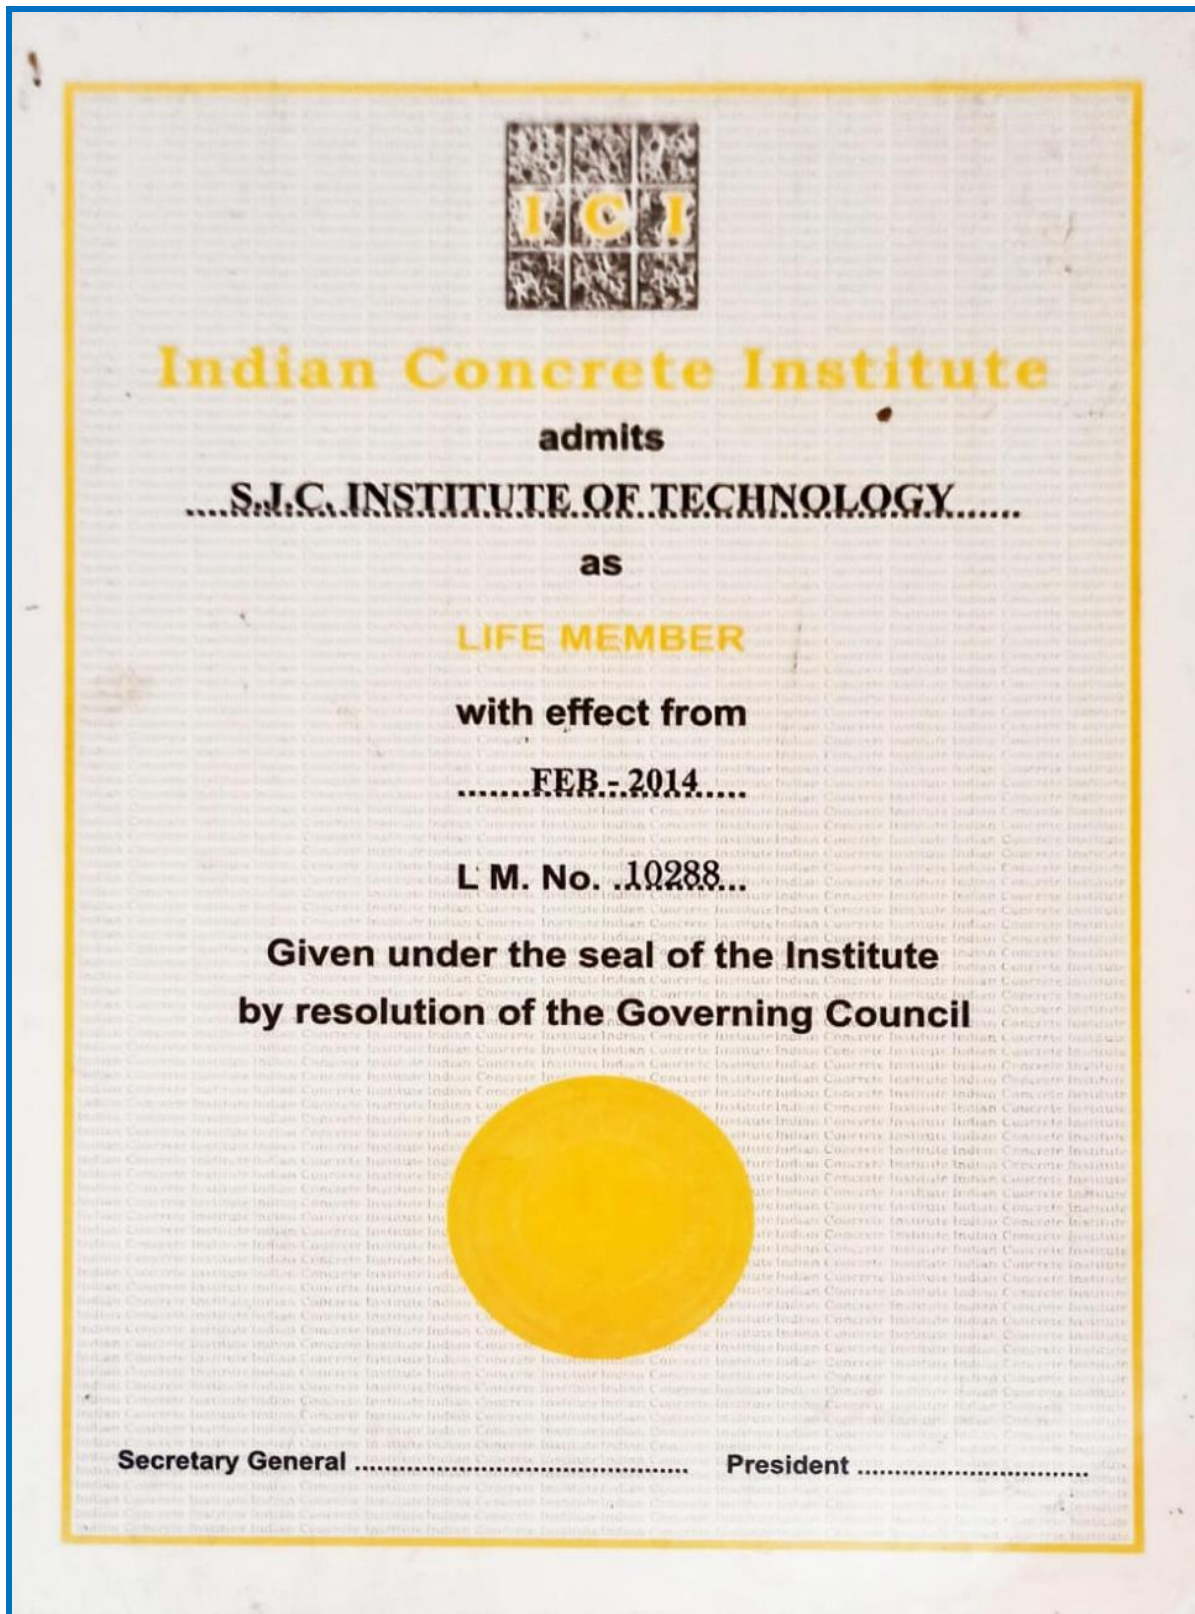 I C I
Indian Concrete Institute
admits
....S.J.C. INSTITUTE OF TECHNOLOGY......
as
LIFE MEMBER
with effect from
.......FEB - 2014.....
L M. No. .10288...
Given under the seal of the Institute
by resolution of the Governing Council
Secretary General ............................................. President ...............................